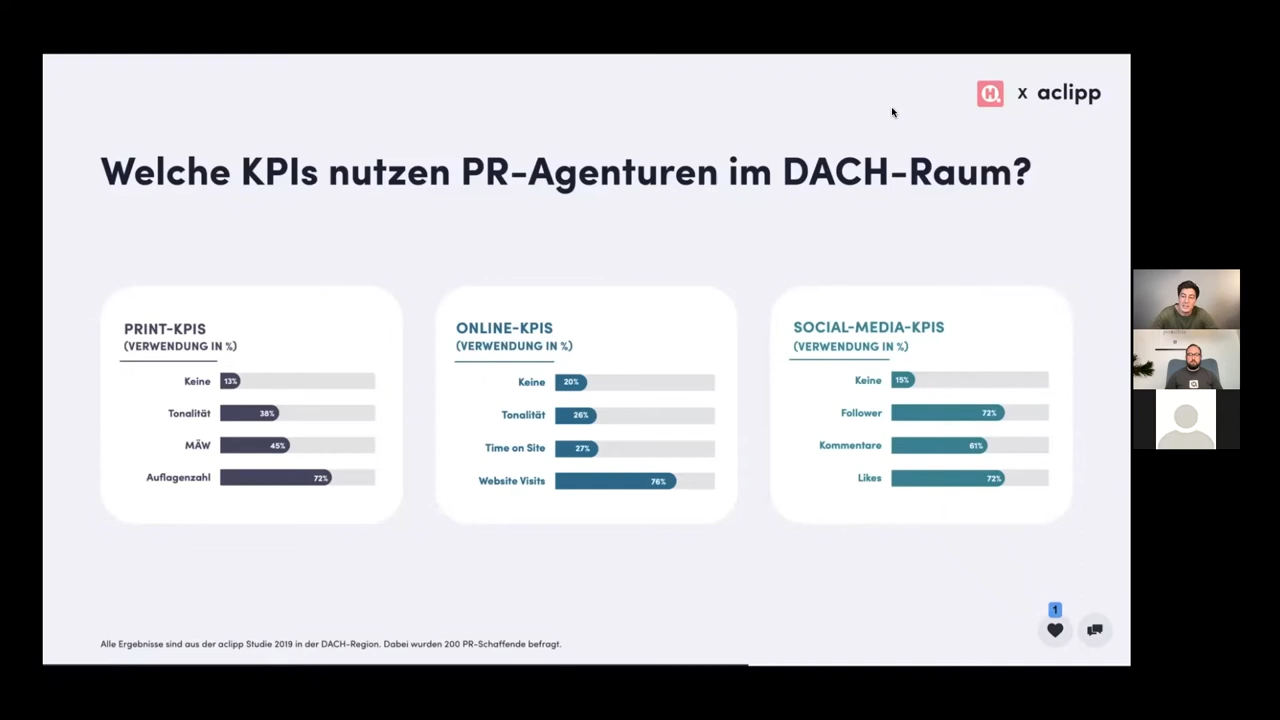 x aclipp
Welche KPIs nutzen PR-Agenturen im DACH-Raum?
PRINT-KPIS
(VERWENDUNG IN %)
Keine 13%
Tonalität 38%
MÄW 45%
Auflagenzahl 72%
ONLINE-KPIS
(VERWENDUNG IN %)
Keine 20%
Tonalität 26%
Time on Site 27%
Website Visits 76%
SOCIAL-MEDIA-KPIS
(VERWENDUNG IN %)
Keine 15%
Follower 72%
Kommentare 61%
Likes 72%
1
Alle Ergebnisse sind aus der aclipp Studie 2019 in der DACH-Region. Dabei wurden 200 PR-Schaffende befragt.